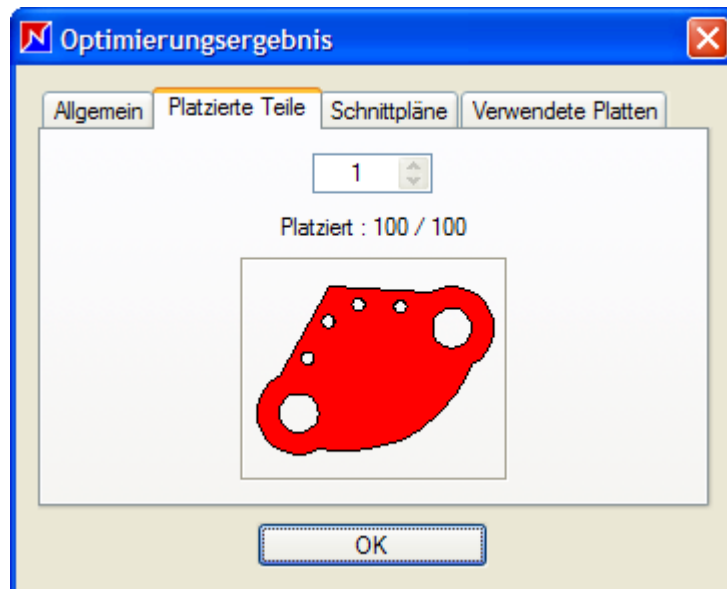 Optimierungsergebnis
Allgemein Platzierte Teile Schnittpläne Verwendete Platten
1
Platziert : 100 / 100
OK